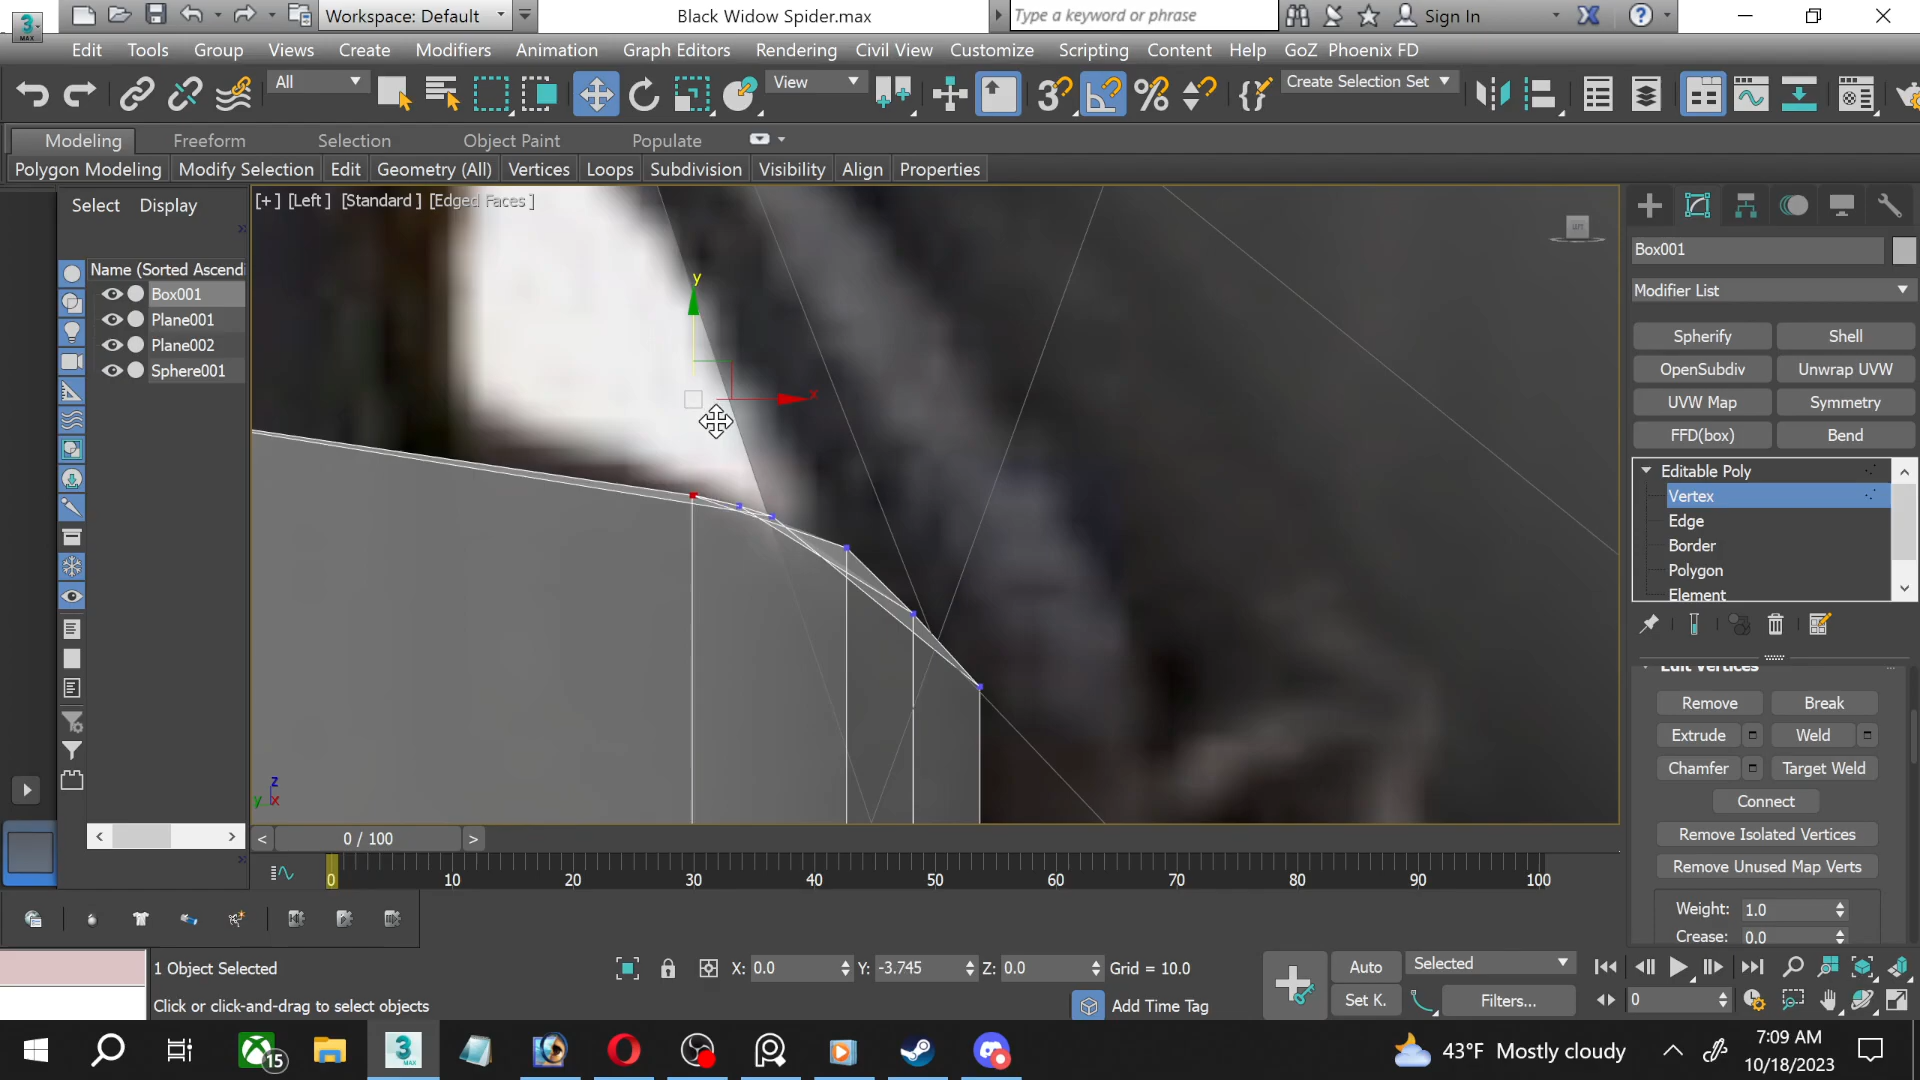 Workspace: Default
Black Widow Spider.max
Type a keyword or phrase
Sign In
MAX
Edit Tools Group Views Create Modifiers Animation Graph Editors Rendering Civil View Customize Scripting Content Help GoZ Phoenix FD
All
View
Create Selection Set
Modeling Freeform Selection Object Paint Populate
Polygon Modeling Modify Selection Edit Geometry (All) Vertices Loops Subdivision Visibility Align Properties
Select Display
[+] [Left] [Standard] [Edged Faces]
Name (Sorted Ascendi
Box001
Plane001
Plane002
Sphere001
y
x
z
y x
Box001
Modifier List
Spherify Shell
OpenSubdiv Unwrap UVW
UVW Map Symmetry
FFD(box) Bend
Editable Poly
Vertex
Edge
Border
Polygon
Element
Edit Vertices
Remove Break
Extrude Weld
Chamfer Target Weld
Connect
Remove Isolated Vertices
Remove Unused Map Verts
Weight: 1.0
Crease: 0.0
< 0 / 100 >
0 10 20 30 40 50 60 70 80 90 100
1 Object Selected
X: 0.0 Y: -3.745 Z: 0.0 Grid = 10.0
Auto Selected
Click or click-and-drag to select objects
Add Time Tag
Set K. Filters... 0
15
3
43°F Mostly cloudy
7:09 AM
10/18/2023